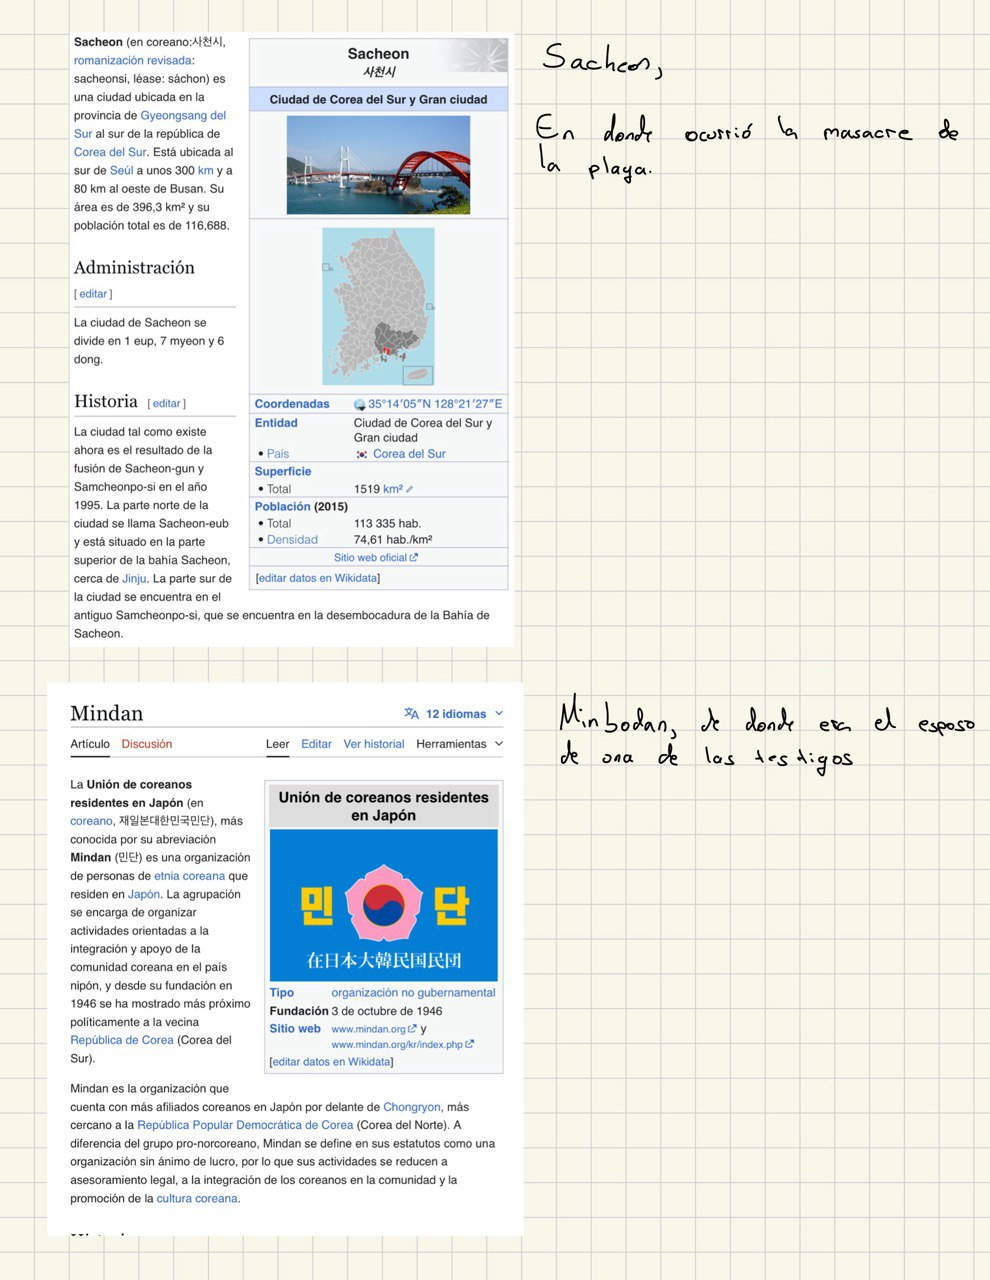 Sacheon (en coreano:사천시,
romanización revisada:
sacheonsi, léase: sáchon) es
una ciudad ubicada en la
provincia de Gyeongsang del
Sur al sur de la república de
Corea del Sur. Está ubicada al
sur de Seúl a unos 300 km y a
80 km al oeste de Busan. Su
área es de 396,3 km² y su
población total es de 116,688.
Administración
[ editar ]
La ciudad de Sacheon se
divide en 1 eup, 7 myeon y 6
dong.
Historia [ editar ]
La ciudad tal como existe
ahora es el resultado de la
fusión de Sacheon-gun y
Samcheonpo-si en el año
1995. La parte norte de la
ciudad se llama Sacheon-eub
y está situado en la parte
superior de la bahía Sacheon,
cerca de Jinju. La parte sur de
la ciudad se encuentra en el
antiguo Samcheonpo-si, que se encuentra en la desembocadura de la Bahía de
Sacheon.
Sacheon
사천시
Ciudad de Corea del Sur y Gran ciudad
Coordenadas 35°14′05″N 128°21′27″E
Entidad Ciudad de Corea del Sur y
Gran ciudad
• País Corea del Sur
Superficie
• Total 1519 km²
Población (2015)
• Total 113 335 hab.
• Densidad 74,61 hab./km²
Sitio web oficial
[editar datos en Wikidata]
Sacheon,
En donde ocurrió la masacre de
la playa.
Mindan
12 idiomas
Artículo Discusión Leer Editar Ver historial Herramientas
La Unión de coreanos
residentes en Japón (en
coreano, 재일본대한민국민단), más
conocida por su abreviación
Mindan (민단) es una organización
de personas de etnia coreana que
residen en Japón. La agrupación
se encarga de organizar
actividades orientadas a la
integración y apoyo de la
comunidad coreana en el país
nipón, y desde su fundación en
1946 se ha mostrado más próximo
políticamente a la vecina
República de Corea (Corea del
Sur).
Mindan es la organización que
cuenta con más afiliados coreanos en Japón por delante de Chongryon, más
cercano a la República Popular Democrática de Corea (Corea del Norte). A
diferencia del grupo pro-norcoreano, Mindan se define en sus estatutos como una
organización sin ánimo de lucro, por lo que sus actividades se reducen a
asesoramiento legal, a la integración de los coreanos en la comunidad y la
promoción de la cultura coreana.
Unión de coreanos residentes
en Japón
민 단
在日本大韓民国民団
Tipo organización no gubernamental
Fundación 3 de octubre de 1946
Sitio web www.mindan.org y
www.mindan.org/kr/index.php
[editar datos en Wikidata]
Minbodan, de donde era el esposo
de una de las testigos